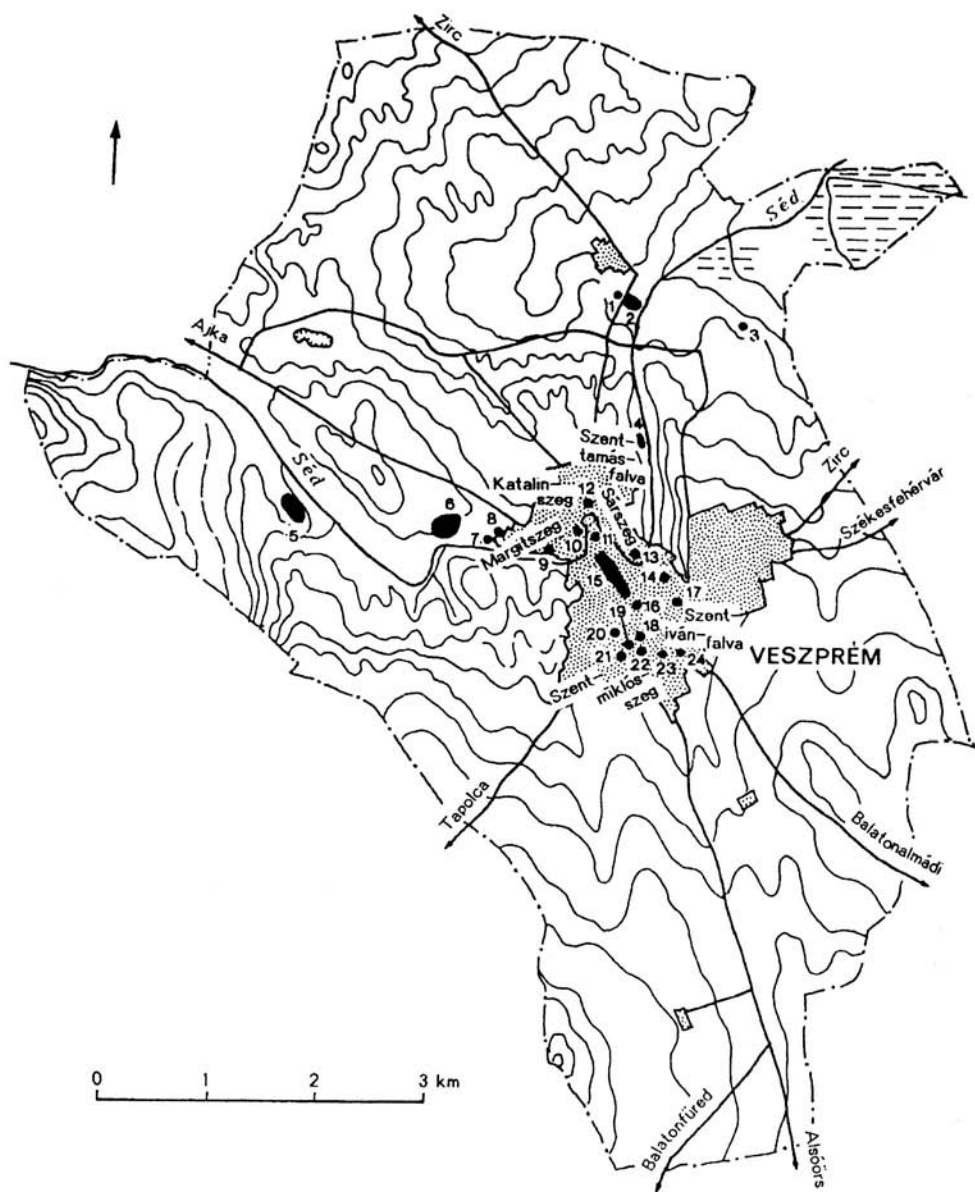 Zirc
Séd
1
2
3
Ajka
Séd
4
Szent-
tamás-
falva
Katalin-
szeg
Sárszeg
Margitszeg
Zirc
Székesfehérvár
5
6
7
8
9
10
11
12
13
14
15
16
17
Szent-
iván-
falva
18
19
20
21
22
23
24
VESZPRÉM
Szent-
miklós-
szeg
Tapolca
Balatonalmádi
0 1 2 3 km
Balatonfüred
Alsóörs